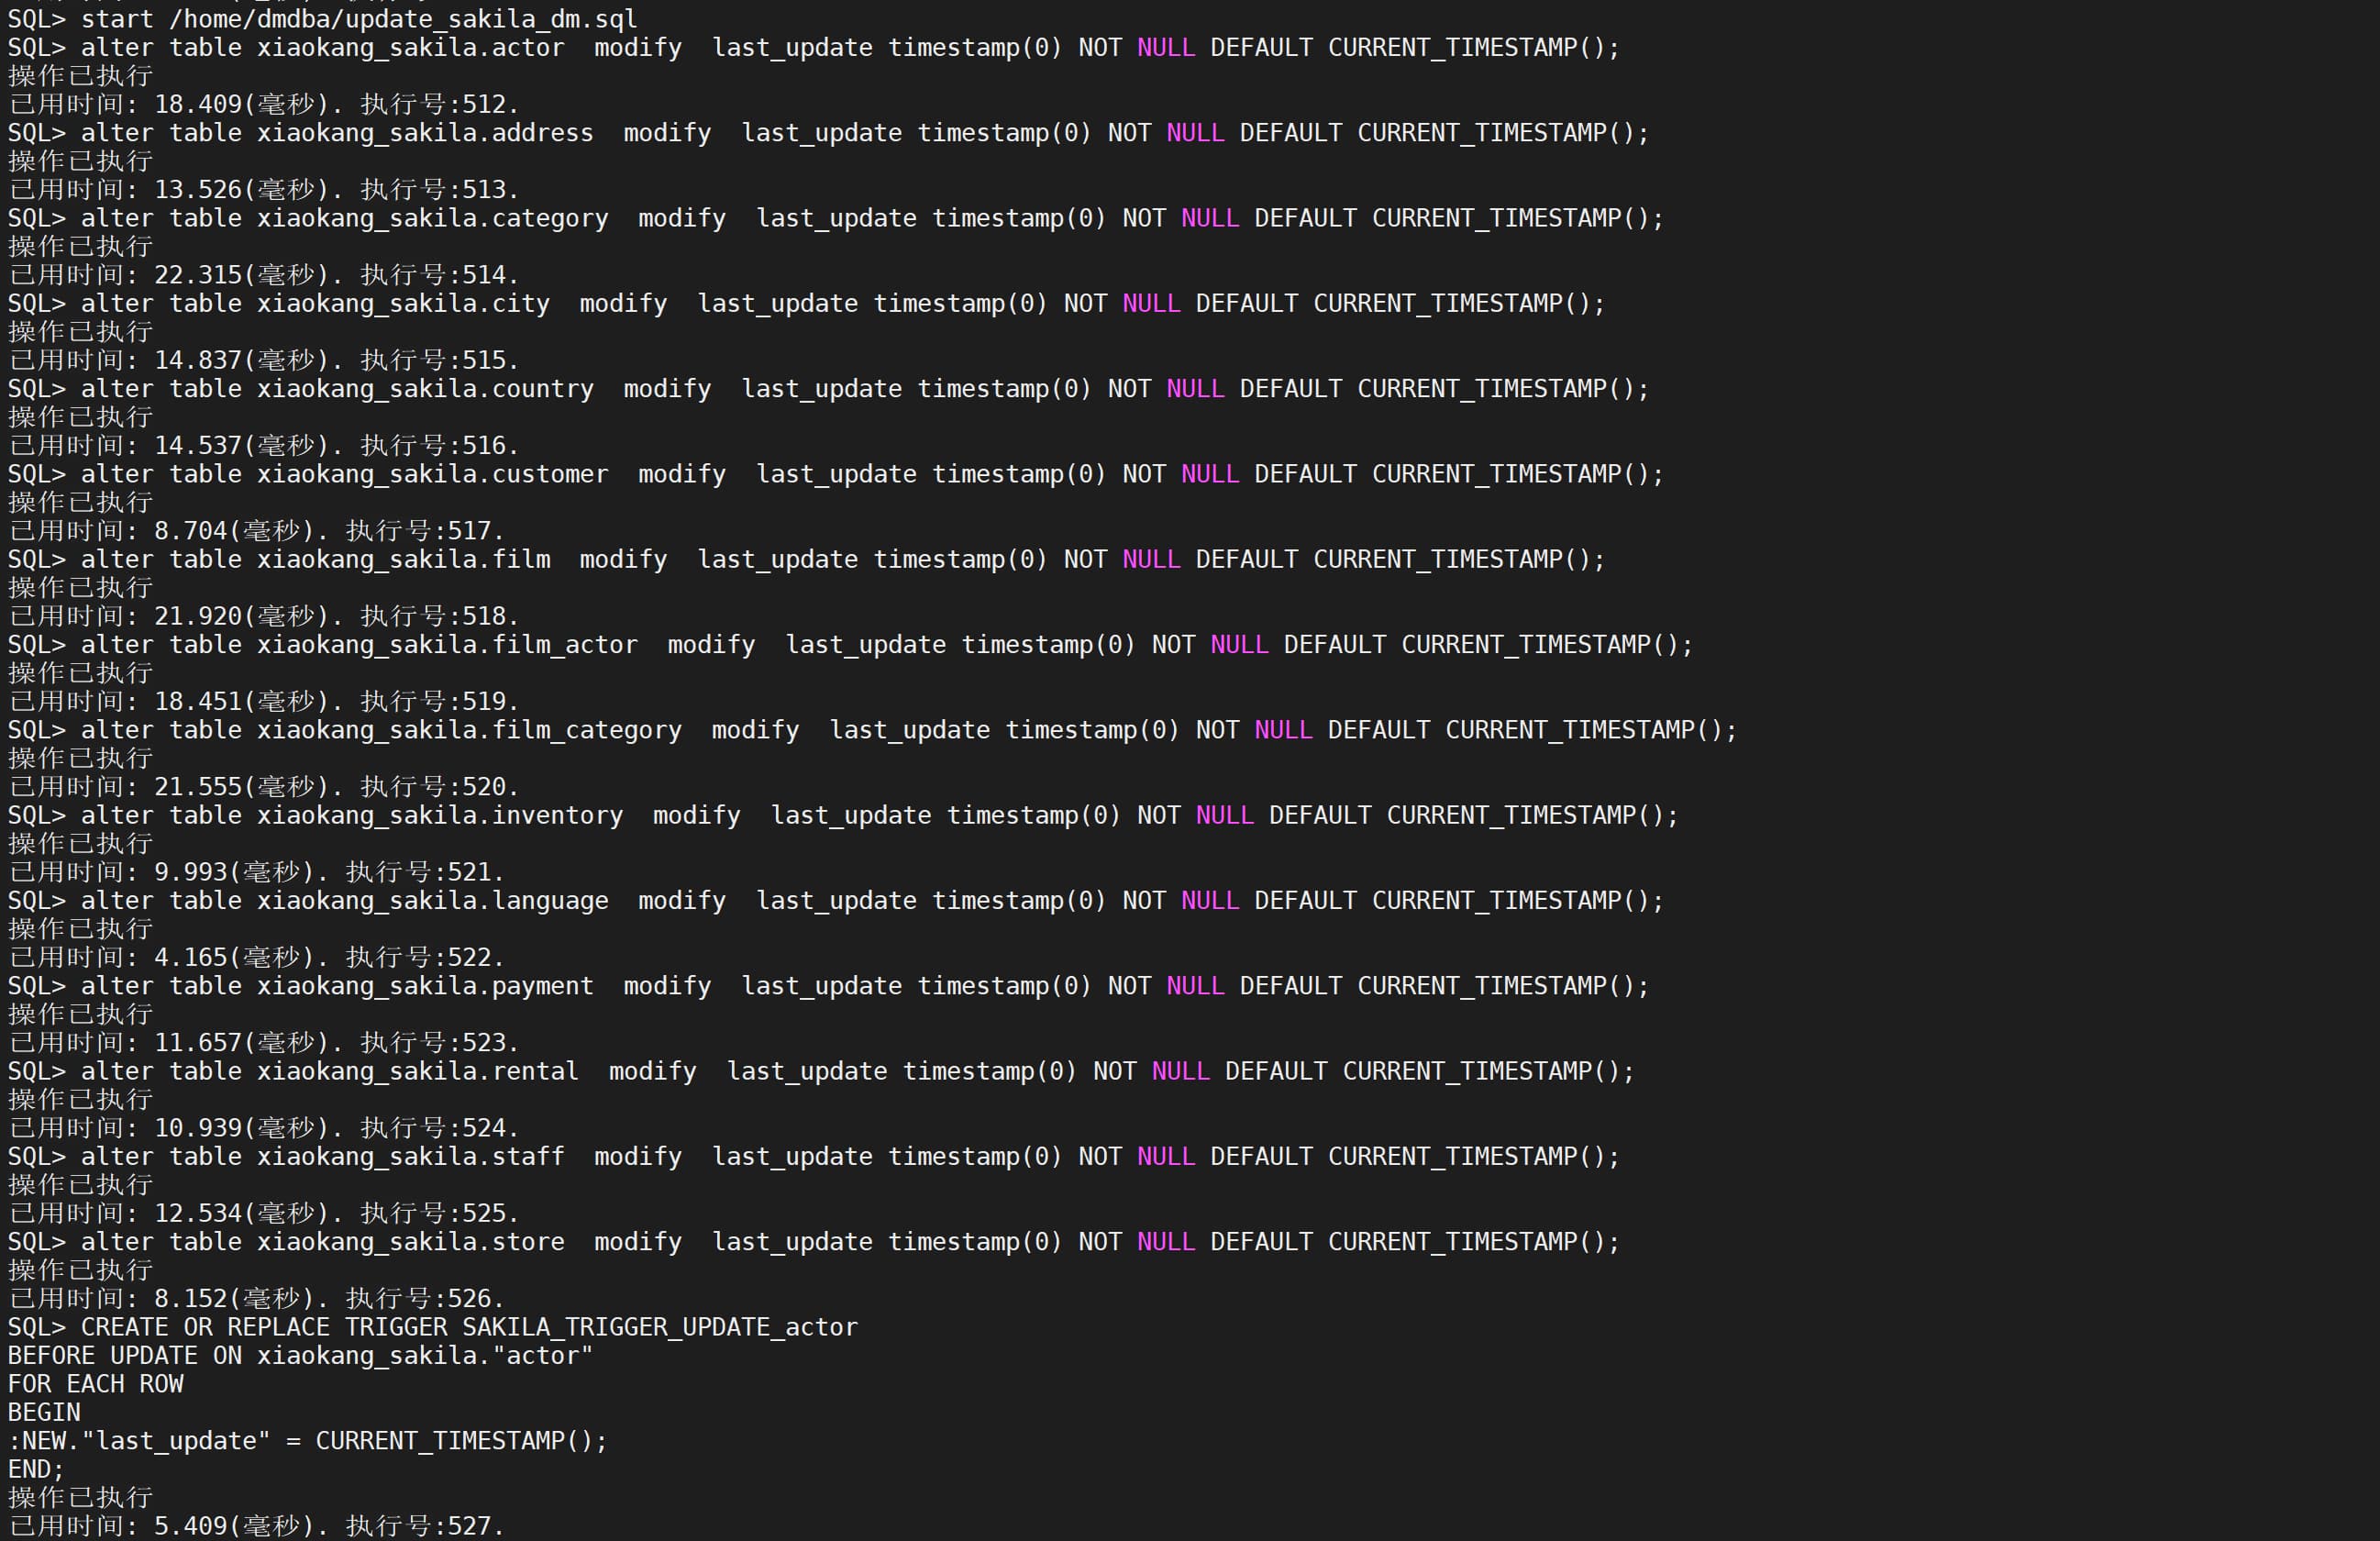 SQL> start /home/dmdba/update_sakila_dm.sql
SQL> alter table xiaokang_sakila.actor  modify  last_update timestamp(0) NOT NULL DEFAULT CURRENT_TIMESTAMP();
操作已执行
已用时间: 18.409(毫秒). 执行号:512.
SQL> alter table xiaokang_sakila.address  modify  last_update timestamp(0) NOT NULL DEFAULT CURRENT_TIMESTAMP();
操作已执行
已用时间: 13.526(毫秒). 执行号:513.
SQL> alter table xiaokang_sakila.category  modify  last_update timestamp(0) NOT NULL DEFAULT CURRENT_TIMESTAMP();
操作已执行
已用时间: 22.315(毫秒). 执行号:514.
SQL> alter table xiaokang_sakila.city  modify  last_update timestamp(0) NOT NULL DEFAULT CURRENT_TIMESTAMP();
操作已执行
已用时间: 14.837(毫秒). 执行号:515.
SQL> alter table xiaokang_sakila.country  modify  last_update timestamp(0) NOT NULL DEFAULT CURRENT_TIMESTAMP();
操作已执行
已用时间: 14.537(毫秒). 执行号:516.
SQL> alter table xiaokang_sakila.customer  modify  last_update timestamp(0) NOT NULL DEFAULT CURRENT_TIMESTAMP();
操作已执行
已用时间: 8.704(毫秒). 执行号:517.
SQL> alter table xiaokang_sakila.film  modify  last_update timestamp(0) NOT NULL DEFAULT CURRENT_TIMESTAMP();
操作已执行
已用时间: 21.920(毫秒). 执行号:518.
SQL> alter table xiaokang_sakila.film_actor  modify  last_update timestamp(0) NOT NULL DEFAULT CURRENT_TIMESTAMP();
操作已执行
已用时间: 18.451(毫秒). 执行号:519.
SQL> alter table xiaokang_sakila.film_category  modify  last_update timestamp(0) NOT NULL DEFAULT CURRENT_TIMESTAMP();
操作已执行
已用时间: 21.555(毫秒). 执行号:520.
SQL> alter table xiaokang_sakila.inventory  modify  last_update timestamp(0) NOT NULL DEFAULT CURRENT_TIMESTAMP();
操作已执行
已用时间: 9.993(毫秒). 执行号:521.
SQL> alter table xiaokang_sakila.language  modify  last_update timestamp(0) NOT NULL DEFAULT CURRENT_TIMESTAMP();
操作已执行
已用时间: 4.165(毫秒). 执行号:522.
SQL> alter table xiaokang_sakila.payment  modify  last_update timestamp(0) NOT NULL DEFAULT CURRENT_TIMESTAMP();
操作已执行
已用时间: 11.657(毫秒). 执行号:523.
SQL> alter table xiaokang_sakila.rental  modify  last_update timestamp(0) NOT NULL DEFAULT CURRENT_TIMESTAMP();
操作已执行
已用时间: 10.939(毫秒). 执行号:524.
SQL> alter table xiaokang_sakila.staff  modify  last_update timestamp(0) NOT NULL DEFAULT CURRENT_TIMESTAMP();
操作已执行
已用时间: 12.534(毫秒). 执行号:525.
SQL> alter table xiaokang_sakila.store  modify  last_update timestamp(0) NOT NULL DEFAULT CURRENT_TIMESTAMP();
操作已执行
已用时间: 8.152(毫秒). 执行号:526.
SQL> CREATE OR REPLACE TRIGGER SAKILA_TRIGGER_UPDATE_actor
BEFORE UPDATE ON xiaokang_sakila."actor"
FOR EACH ROW
BEGIN
:NEW."last_update" = CURRENT_TIMESTAMP();
END;
操作已执行
已用时间: 5.409(毫秒). 执行号:527.